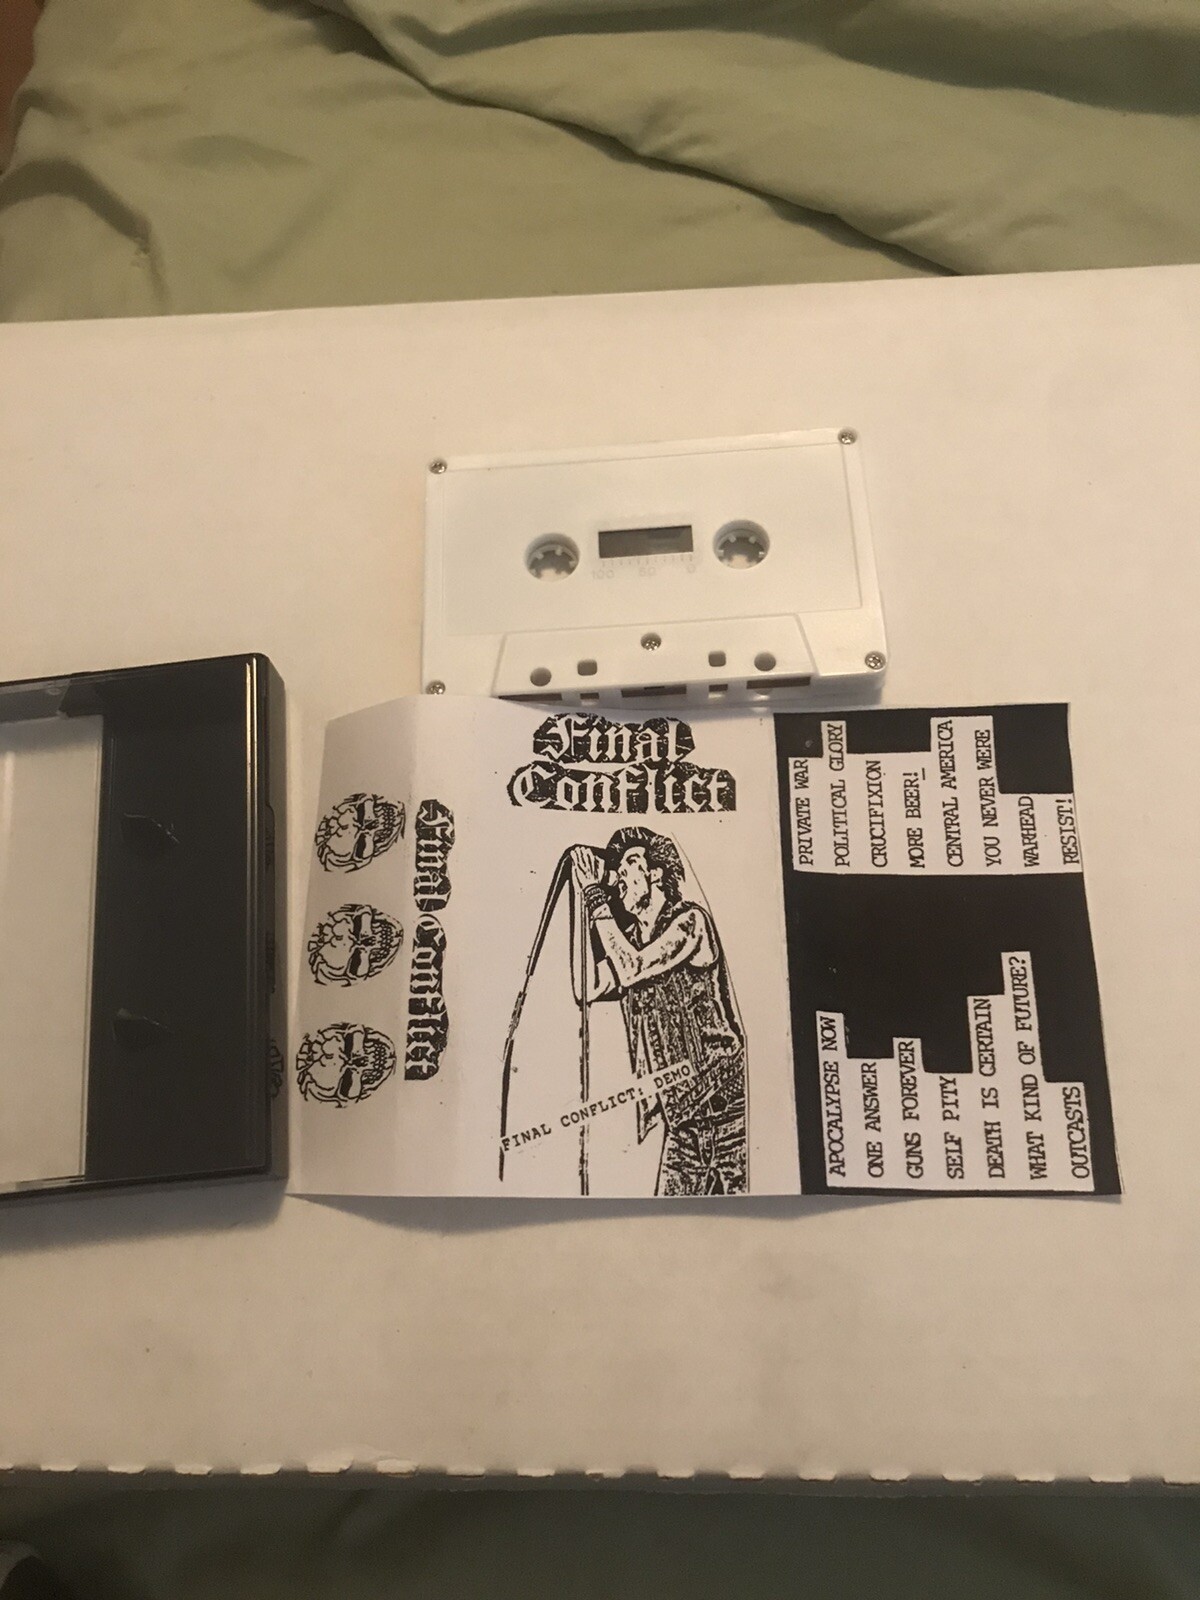 100 50 0
Final
Conflict
Final Conflict
FINAL CONFLICT: DEMO
APOCALYPSE NOW
ONE ANSWER
GUNS FOREVER
SELF PITY
DEATH IS CERTAIN
WHAT KIND OF FUTURE?
OUTCASTS
PRIVATE WAR
POLITICAL GLORY
CRUCIFIXION
MORE BEER!
CENTRAL AMERICA
YOU NEVER WERE
WARHEAD
RESIST!